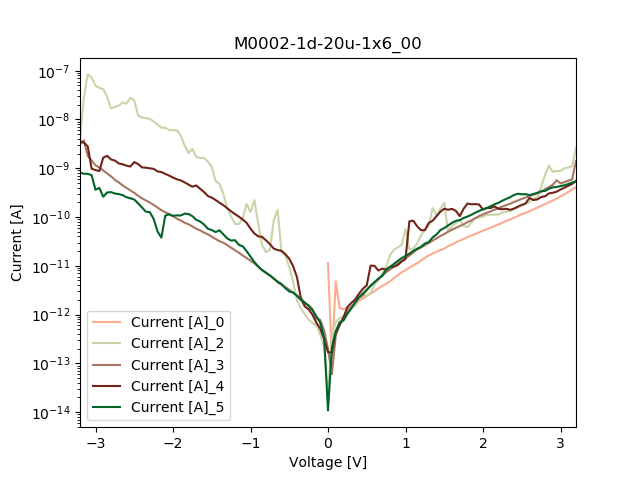 M0002-1d-20u-1x6_00
Current [A]
10⁻⁷
10⁻⁸
10⁻⁹
10⁻¹⁰
10⁻¹¹
10⁻¹²
10⁻¹³
10⁻¹⁴
Current [A]_0
Current [A]_2
Current [A]_3
Current [A]_4
Current [A]_5
−3 −2 −1 0 1 2 3
Voltage [V]